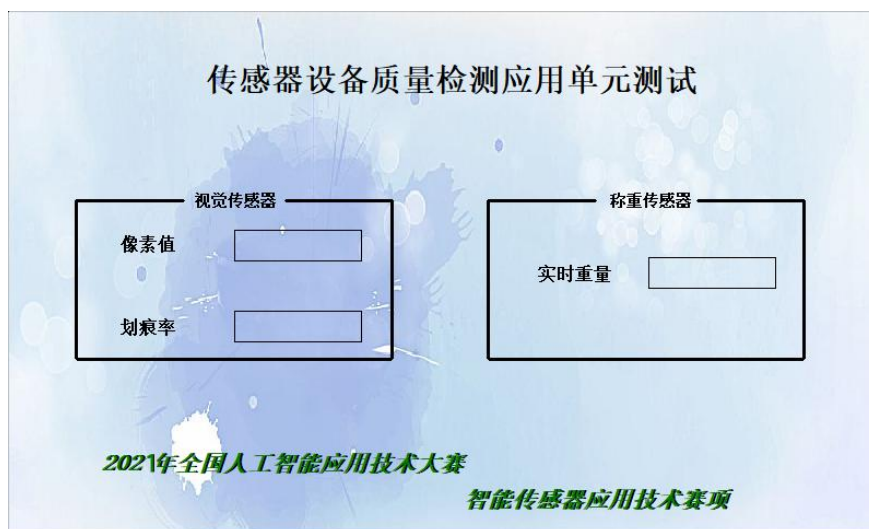 传感器设备质量检测应用单元测试
视觉传感器
像素值
划痕率
称重传感器
实时重量
2021年全国人工智能应用技术大赛
智能传感器应用技术赛项